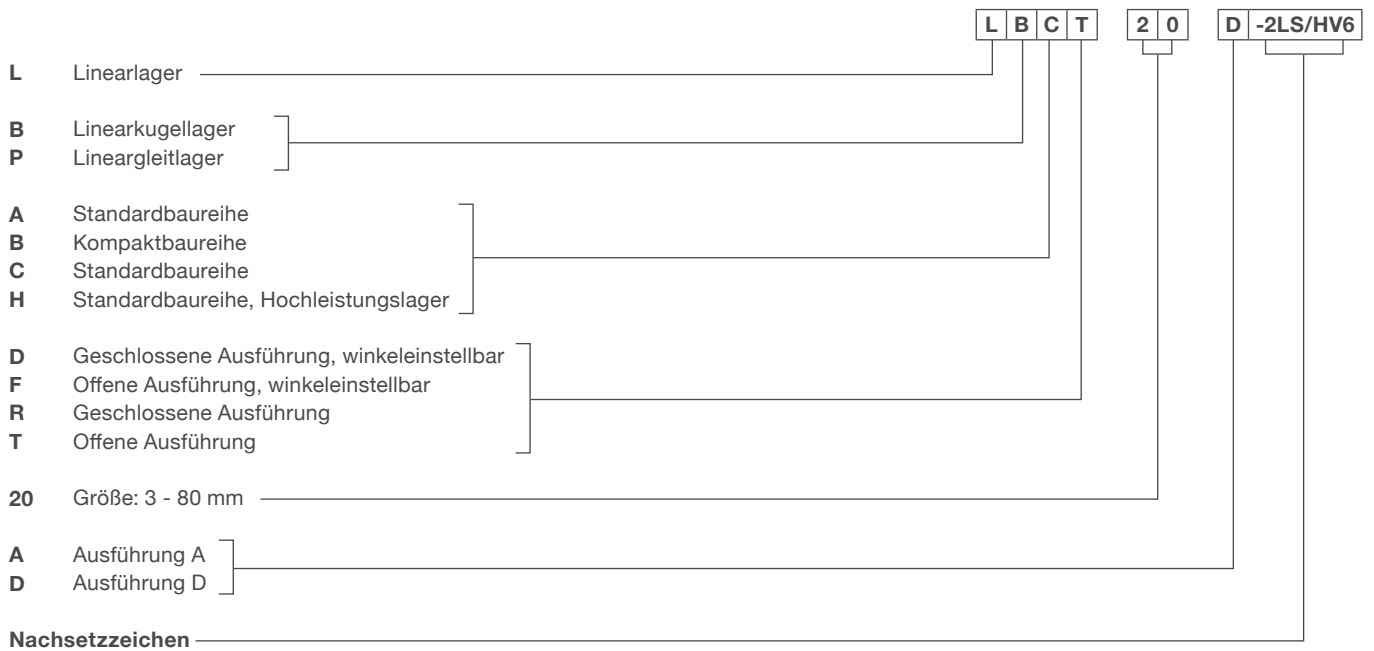 L B C T 2 0 D -2LS/HV6
L Linearlager
B Linearkugellager
P Lineargleitlager
A Standardbaureihe
B Kompaktbaureihe
C Standardbaureihe
H Standardbaureihe, Hochleistungslager
D Geschlossene Ausführung, winkeleinstellbar
F Offene Ausführung, winkeleinstellbar
R Geschlossene Ausführung
T Offene Ausführung
20 Größe: 3 - 80 mm
A Ausführung A
D Ausführung D
Nachsetzzeichen